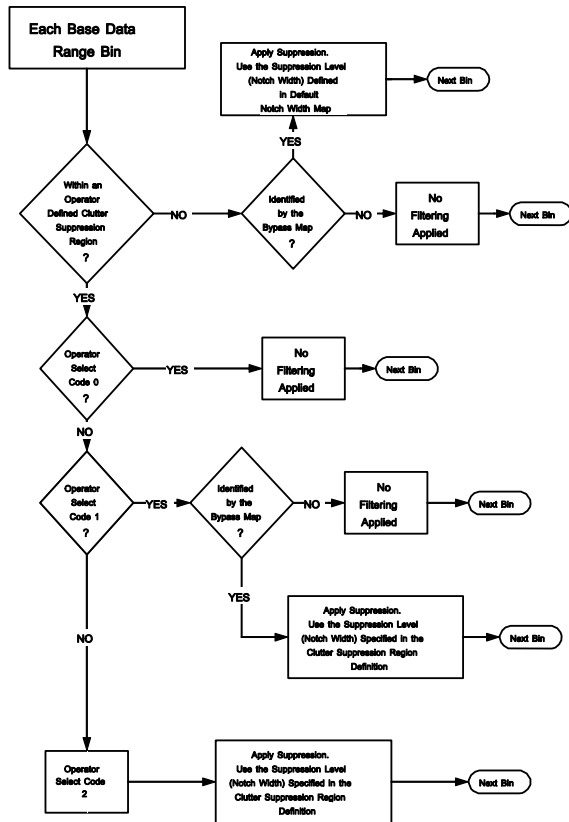 Each Base Data
Range Bin
Apply Suppression.
Use the Suppression Level
(Notch Width) Defined
in Default
Notch Width Map
Next Bin
YES
Within an
Operator
Defined Clutter
Suppression
Region
?
NO
Identified
by the
Bypass Map
?
NO
No
Filtering
Applied
Next Bin
YES
Operator
Select
Code 0
?
YES
No
Filtering
Applied
Next Bin
NO
Operator
Select
Code 1
?
YES
Identified
by the
Bypass Map
?
NO
No
Filtering
Applied
Next Bin
YES
Apply Suppression.
Use the Suppression Level
(Notch Width) Specified in the
Clutter Suppression Region
Definition
Next Bin
NO
Operator
Select Code
2
Apply Suppression.
Use the Suppression Level
(Notch Width) Specified in the
Clutter Suppression Region
Definition
Next Bin